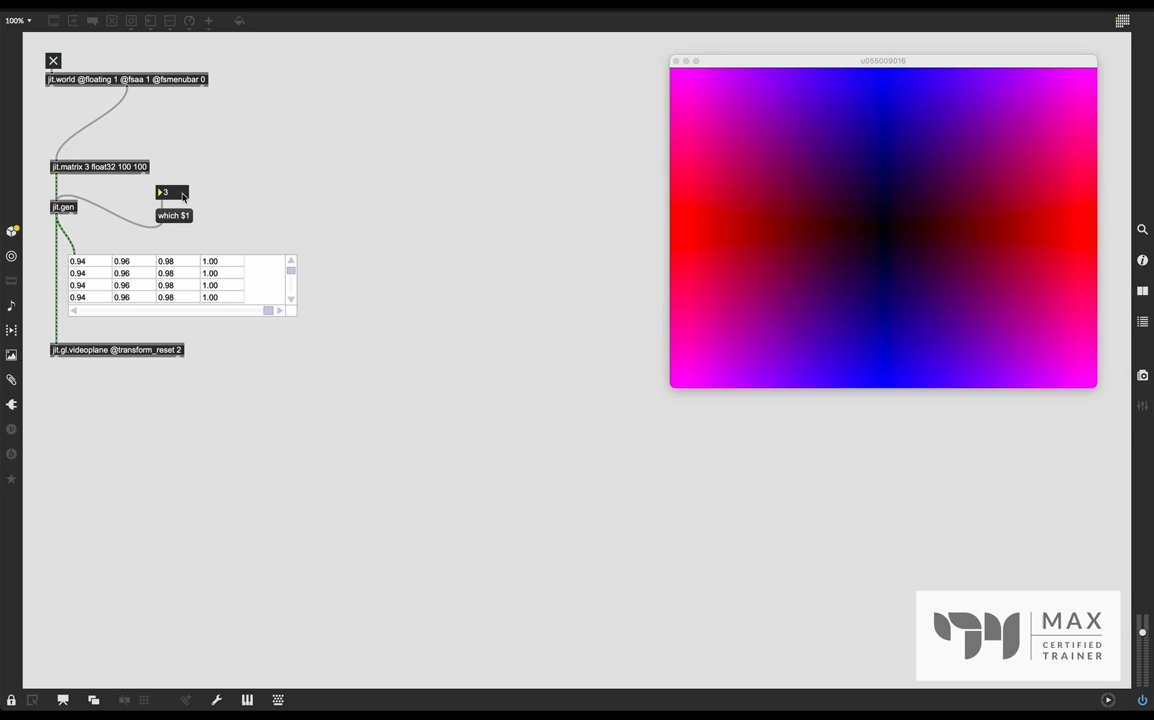 100%
jit.world @floating 1 @fsaa 1 @fsmenubar 0
u055009016
jit.matrix 3 float32 100 100
3
jit.gen
which $1
0.94 0.96 0.98 1.00
0.94 0.96 0.98 1.00
0.94 0.96 0.98 1.00
0.94 0.96 0.98 1.00
jit.gl.videoplane @transform_reset 2
MAX
CERTIFIED
TRAINER